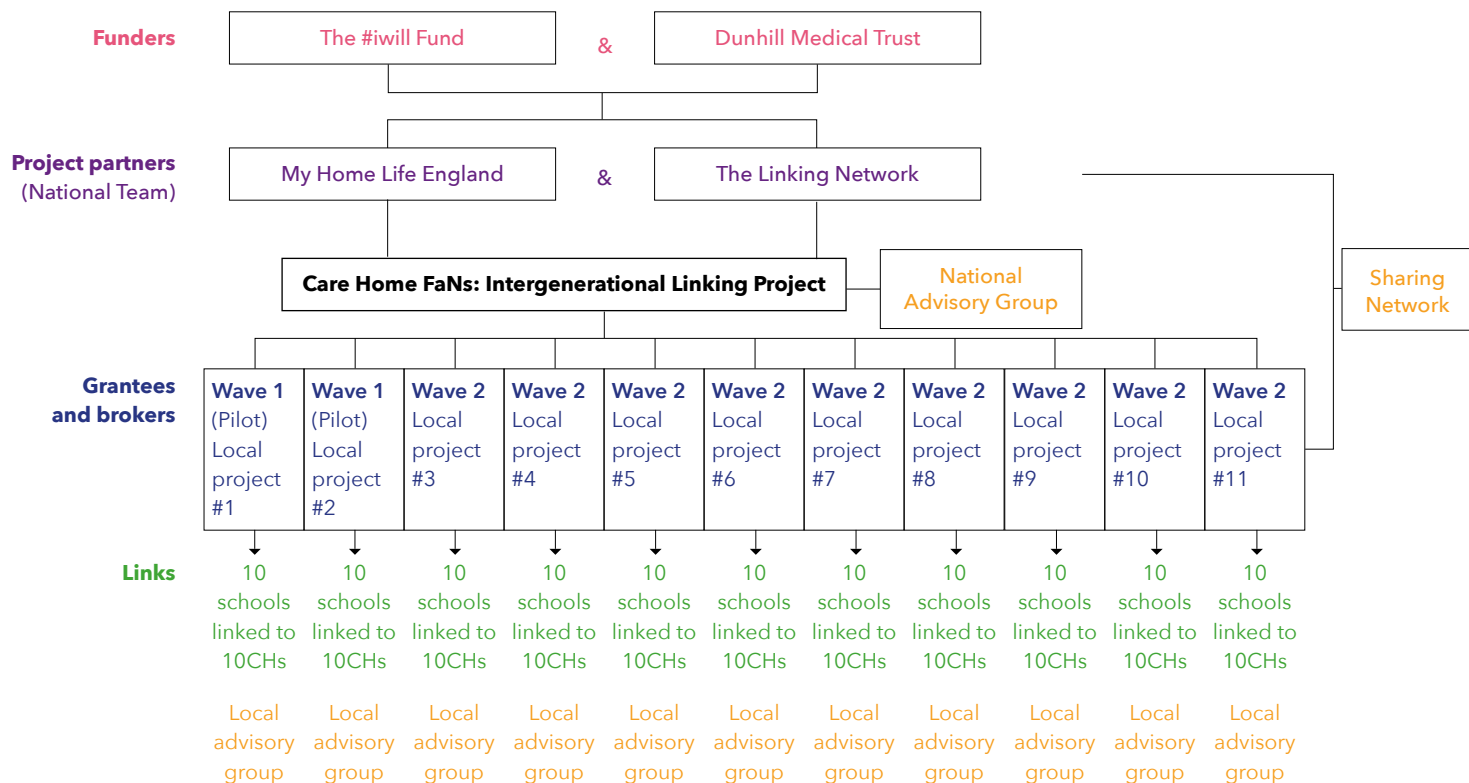 Funders
The #iwill Fund
&
Dunhill Medical Trust
Project partners
(National Team)
My Home Life England
&
The Linking Network
Care Home FaNs: Intergenerational Linking Project
National
Advisory Group
Sharing
Network
Grantees
and brokers
Wave 1
(Pilot)
Local
project
#1
Wave 1
(Pilot)
Local
project
#2
Wave 2
Local
project
#3
Wave 2
Local
project
#4
Wave 2
Local
project
#5
Wave 2
Local
project
#6
Wave 2
Local
project
#7
Wave 2
Local
project
#8
Wave 2
Local
project
#9
Wave 2
Local
project
#10
Wave 2
Local
project
#11
Links
10
schools
linked to
10CHs
10
schools
linked to
10CHs
10
schools
linked to
10CHs
10
schools
linked to
10CHs
10
schools
linked to
10CHs
10
schools
linked to
10CHs
10
schools
linked to
10CHs
10
schools
linked to
10CHs
10
schools
linked to
10CHs
10
schools
linked to
10CHs
10
schools
linked to
10CHs
Local
advisory
group
Local
advisory
group
Local
advisory
group
Local
advisory
group
Local
advisory
group
Local
advisory
group
Local
advisory
group
Local
advisory
group
Local
advisory
group
Local
advisory
group
Local
advisory
group